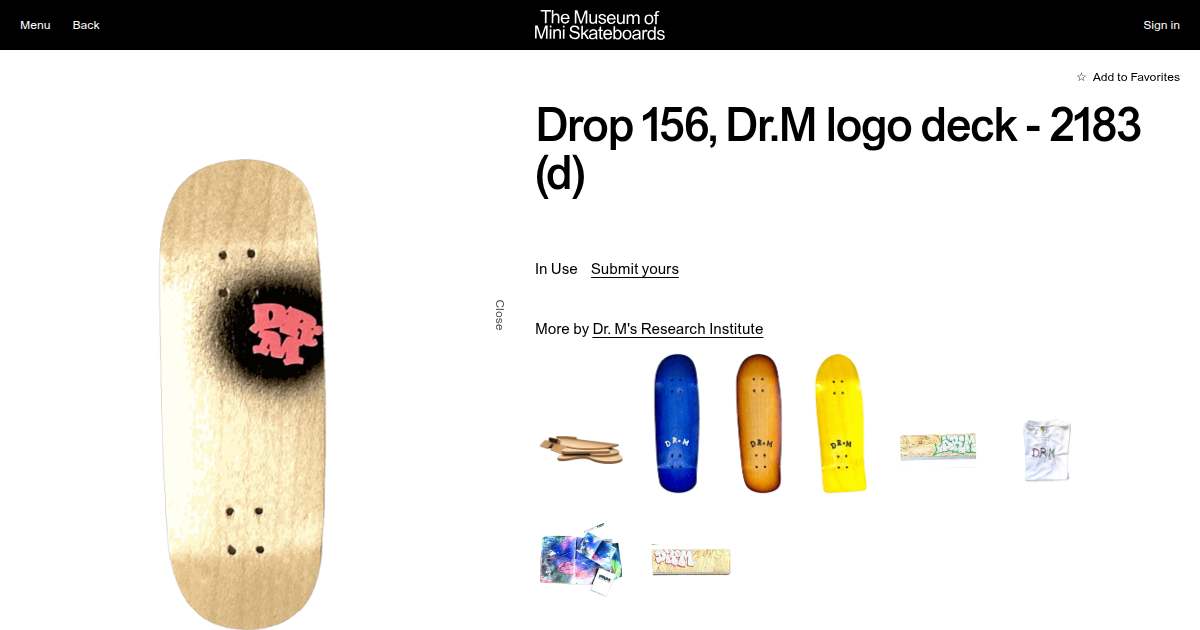 Menu
Back
The Museum of
Mini Skateboards
Sign in
☆ Add to Favorites
Drop 156, Dr.M logo deck - 2183
(d)
DR.
M
In Use Submit yours
Close
More by Dr. M's Research Institute
DR•M
DR•M
DR•M
DR.M